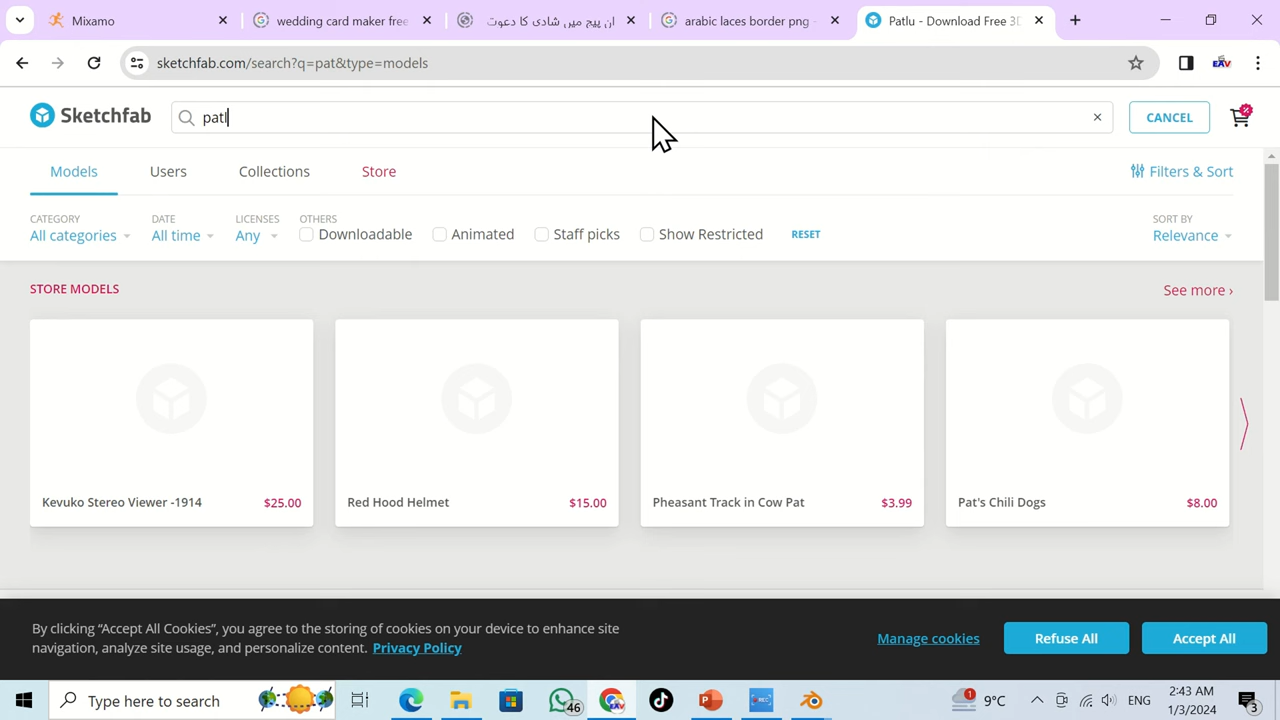 Mixamo
wedding card maker free
ان پیج میں شادی کا دعوت
arabic laces border png -
Patlu - Download Free 3D
sketchfab.com/search?q=pat&type=models
EAV
Sketchfab
patl
CANCEL
Models
Users
Collections
Store
Filters & Sort
CATEGORY
DATE
LICENSES
OTHERS
SORT BY
All categories
All time
Any
Downloadable
Animated
Staff picks
Show Restricted
RESET
Relevance
STORE MODELS
See more ›
Kevuko Stereo Viewer -1914
$25.00
Red Hood Helmet
$15.00
Pheasant Track in Cow Pat
$3.99
Pat's Chili Dogs
$8.00
By clicking “Accept All Cookies”, you agree to the storing of cookies on your device to enhance site
navigation, analyze site usage, and personalize content. Privacy Policy
Manage cookies
Refuse All
Accept All
Type here to search
46
1
9°C
ENG
2:43 AM
1/3/2024
3